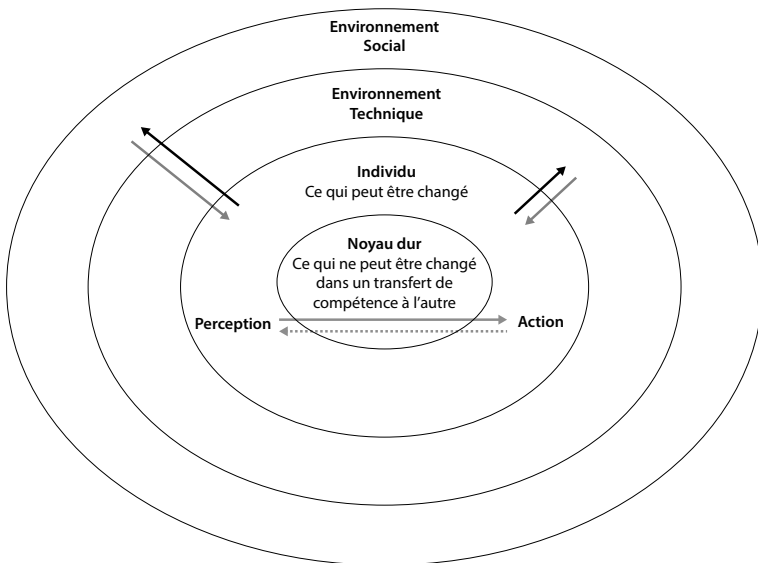 Environnement
Social
Environnement
Technique
Individu
Ce qui peut être changé
Noyau dur
Ce qui ne peut être changé
dans un transfert de
compétence à l’autre
Perception
Action